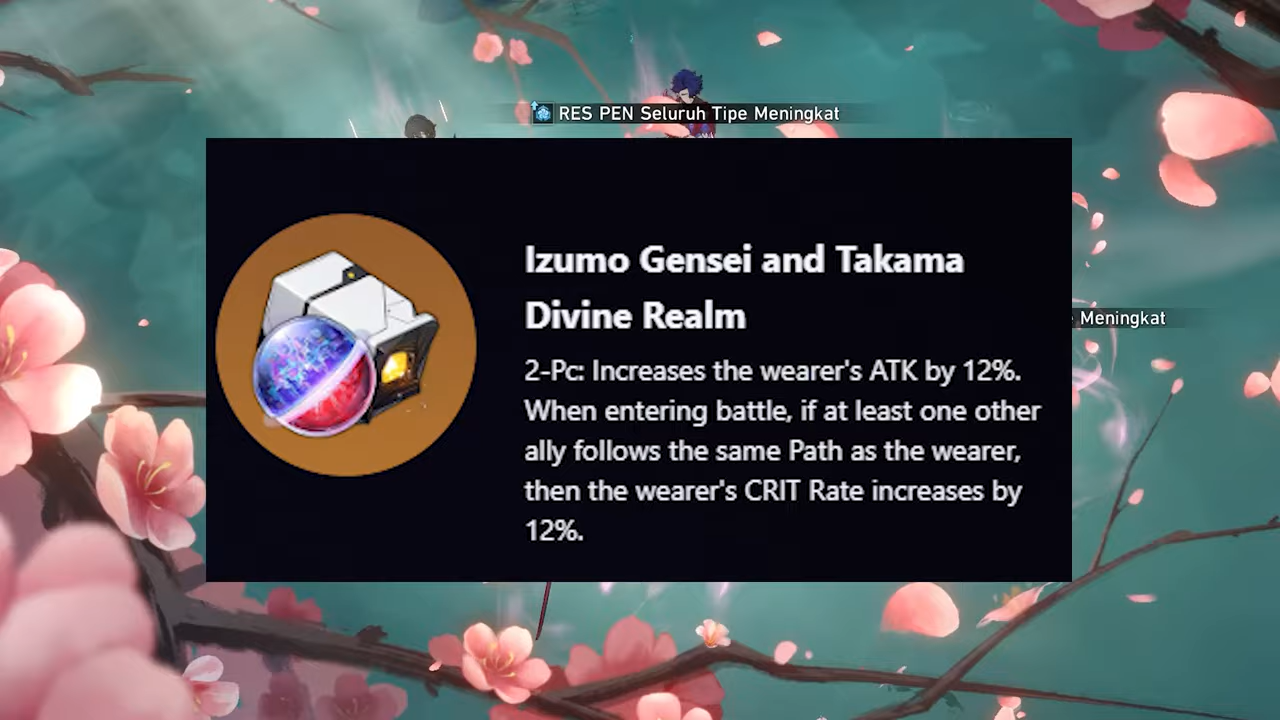 RES PEN Seluruh Tipe Meningkat
Meningkat
Izumo Gensei and Takama
Divine Realm
2-Pc: Increases the wearer's ATK by 12%.
When entering battle, if at least one other
ally follows the same Path as the wearer,
then the wearer's CRIT Rate increases by
12%.